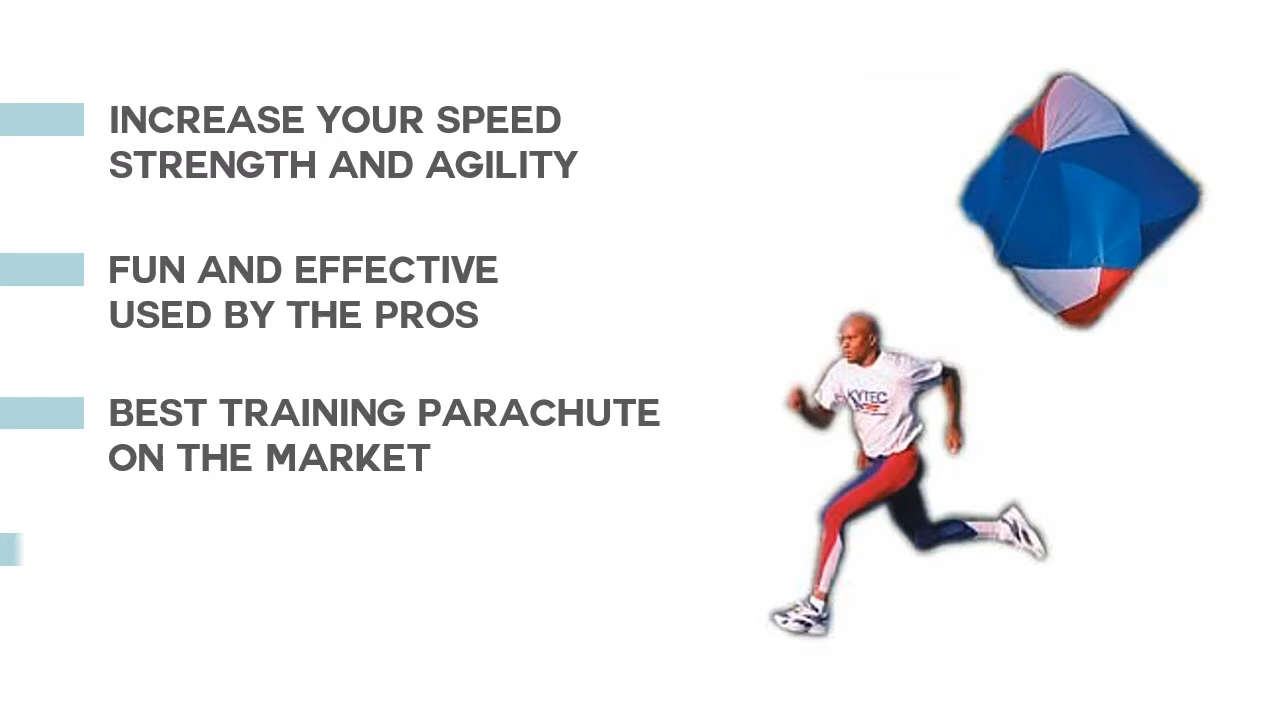 INCREASE YOUR SPEED
STRENGTH AND AGILITY
FUN AND EFFECTIVE
USED BY THE PROS
BEST TRAINING PARACHUTE
ON THE MARKET